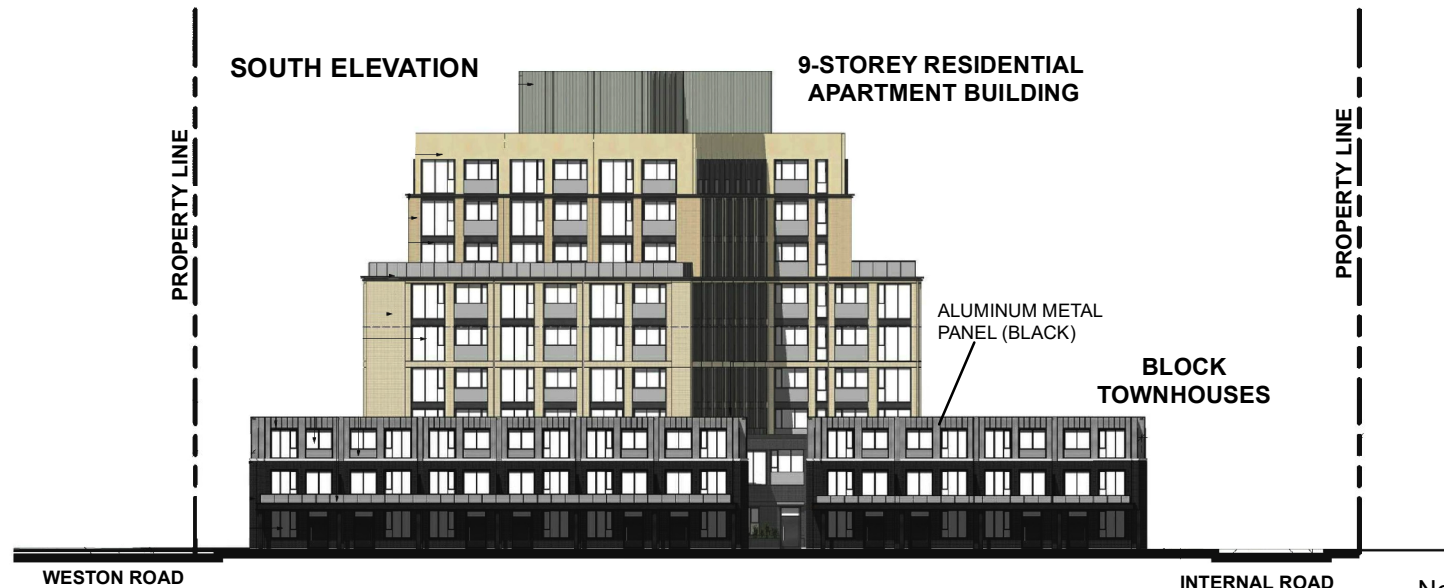 SOUTH ELEVATION
9-STOREY RESIDENTIAL
APARTMENT BUILDING
PROPERTY LINE
PROPERTY LINE
ALUMINUM METAL
PANEL (BLACK)
BLOCK
TOWNHOUSES
WESTON ROAD
INTERNAL ROAD